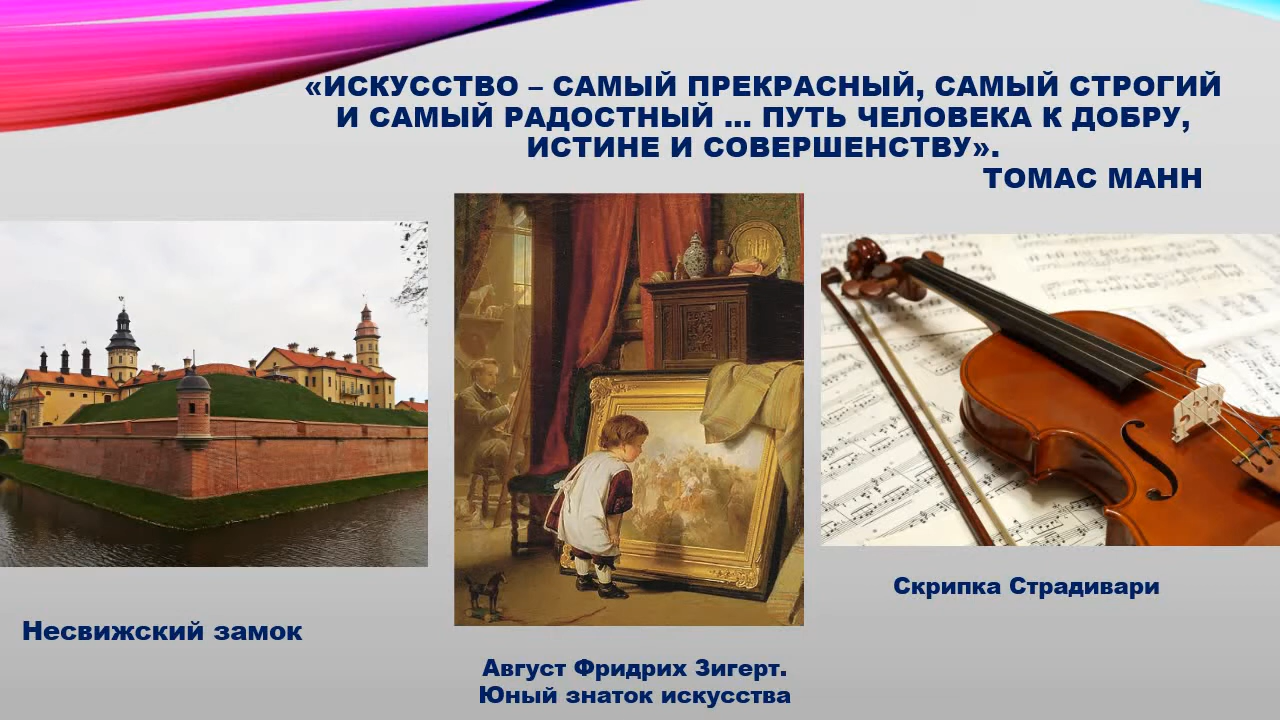 «ИСКУССТВО – САМЫЙ ПРЕКРАСНЫЙ, САМЫЙ СТРОГИЙ
И САМЫЙ РАДОСТНЫЙ ... ПУТЬ ЧЕЛОВЕКА К ДОБРУ,
ИСТИНЕ И СОВЕРШЕНСТВУ».
ТОМАС МАНН
Несвижский замок
Август Фридрих Зигерт.
Юный знаток искусства
Скрипка Страдивари